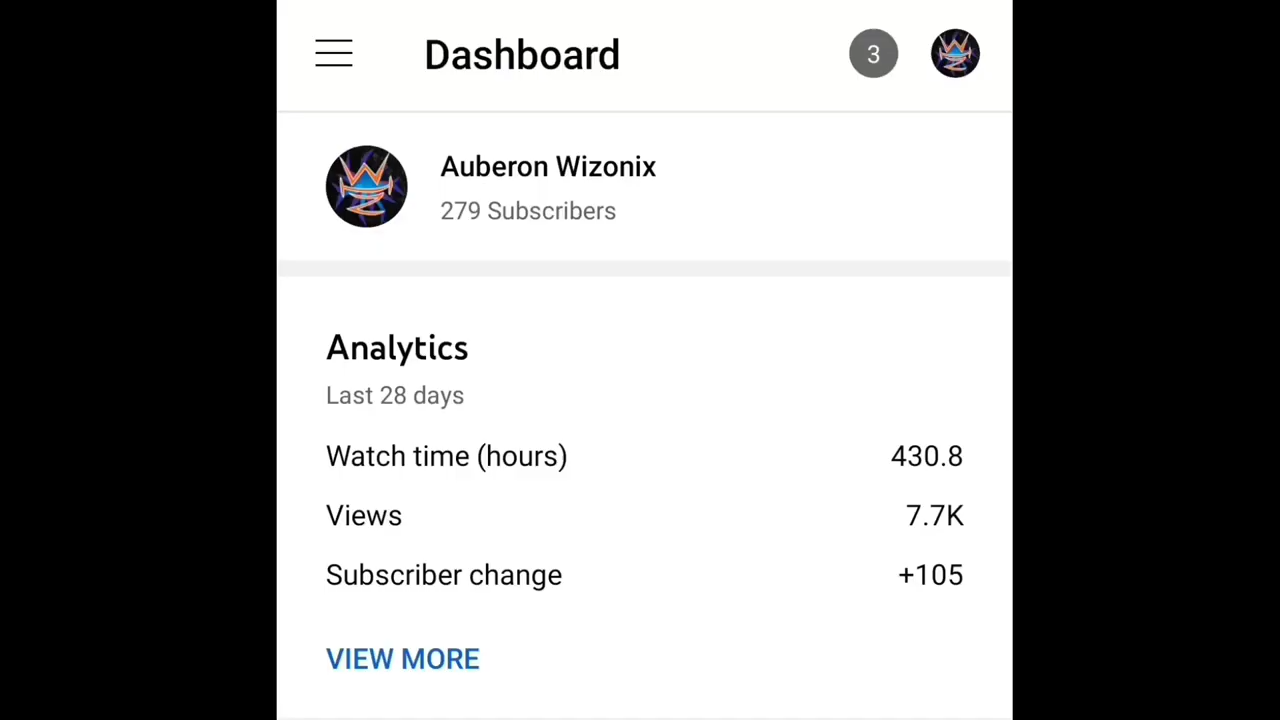 Dashboard
3
Auberon Wizonix
279 Subscribers
Analytics
Last 28 days
Watch time (hours) 430.8
Views 7.7K
Subscriber change +105
VIEW MORE